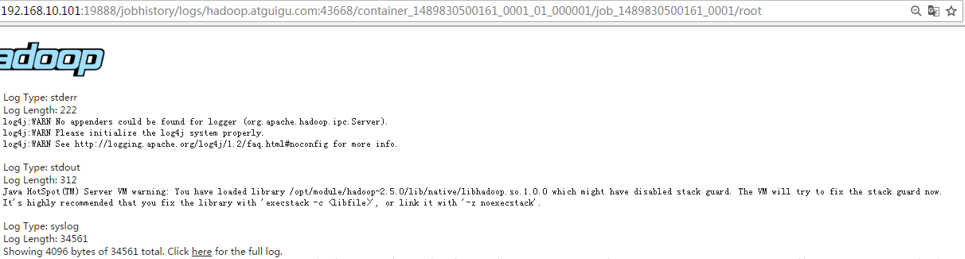 192.168.10.101:19888/jobhistory/logs/hadoop.atguigu.com:43668/container_1489830500161_0001_01_000001/job_1489830500161_0001/root
adoop
Log Type: stderr
Log Length: 222
log4j:WARN No appenders could be found for logger (org.apache.hadoop.ipc.Server).
log4j:WARN Please initialize the log4j system properly.
log4j:WARN See http://logging.apache.org/log4j/1.2/faq.html#noconfig for more info.
Log Type: stdout
Log Length: 312
Java HotSpot(TM) Server VM warning: You have loaded library /opt/module/hadoop-2.5.0/lib/native/libhadoop.so.1.0.0 which might have disabled stack guard. The VM will try to fix the stack guard now.
It's highly recommended that you fix the library with 'execstack -c <libfile>', or link it with '-z noexecstack'.
Log Type: syslog
Log Length: 34561
Showing 4096 bytes of 34561 total. Click here for the full log.